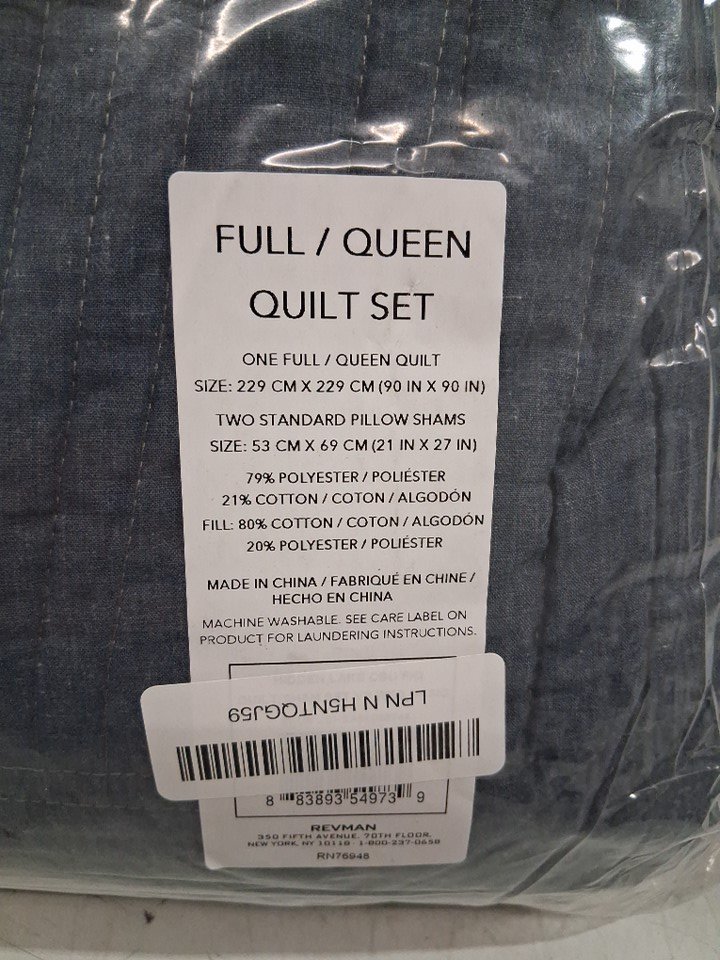 FULL / QUEEN
QUILT SET
ONE FULL / QUEEN QUILT
SIZE: 229 CM X 229 CM (90 IN X 90 IN)
TWO STANDARD PILLOW SHAMS
SIZE: 53 CM X 69 CM (21 IN X 27 IN)
79% POLYESTER / POLIÉSTER
21% COTTON / COTON / ALGODÓN
FILL: 80% COTTON / COTON / ALGODÓN
20% POLYESTER / POLIÉSTER
MADE IN CHINA / FABRIQUÉ EN CHINE /
HECHO EN CHINA
MACHINE WASHABLE. SEE CARE LABEL ON
PRODUCT FOR LAUNDERING INSTRUCTIONS.
LPN N H5NTQGJ59
8 83893 54973 9
REVMAN
350 FIFTH AVENUE, 70TH FLOOR,
NEW YORK, NY 10118 · 1-800-237-0658
RN76948